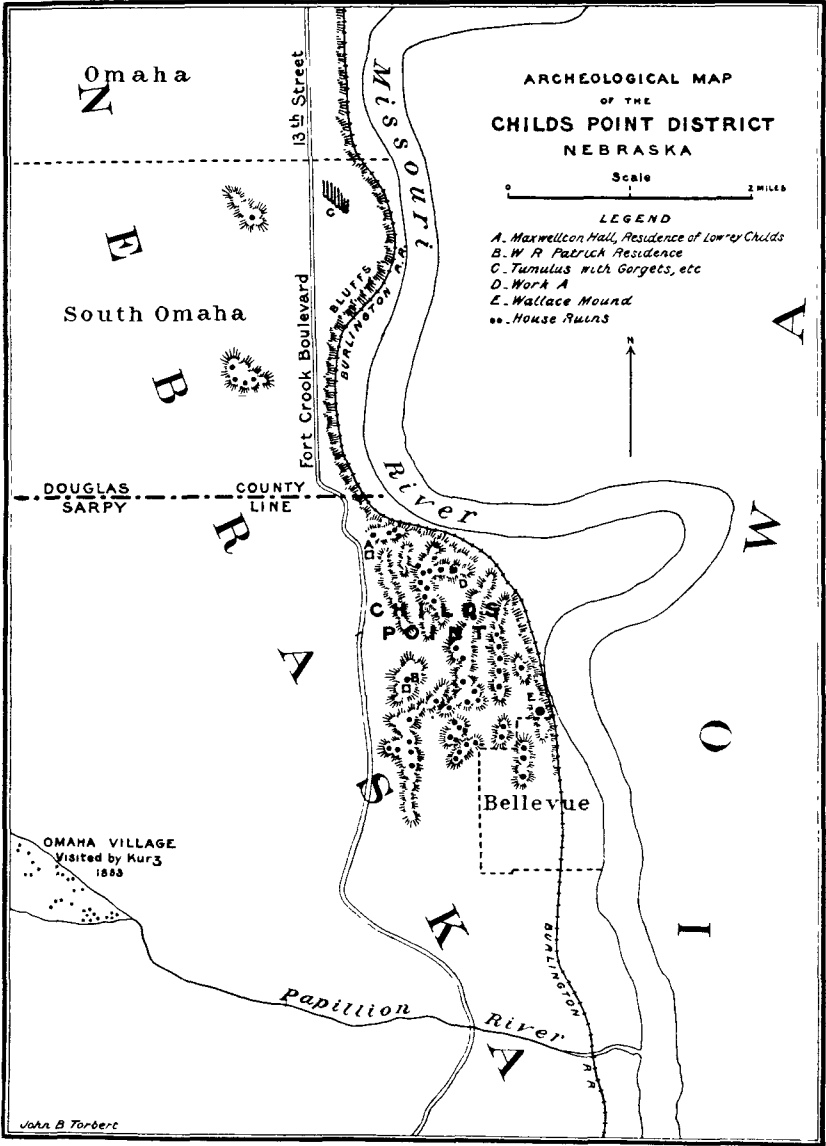 ARCHEOLOGICAL MAP
OF THE
CHILDS POINT DISTRICT
NEBRASKA
Scale
0 2 MILES
LEGEND
A. Maxwellton Hall, Residence of Lowrey Childs
B. W R Patrick Residence
C. Tumulus with Gorgets, etc
D. Work A
E. Wallace Mound
•• House Ruins
N
Omaha
13th Street
Missouri
River
C
BLUFFS
BURLINGTON R.R.
South Omaha
Fort Crook Boulevard
DOUGLAS COUNTY
SARPY LINE
NEBRASKA
IOWA
A
D
CHILDS
POINT
B
E
Bellevue
OMAHA VILLAGE
Visited by Kurz
1853
Papillion River
BURLINGTON R R
John B Torbert